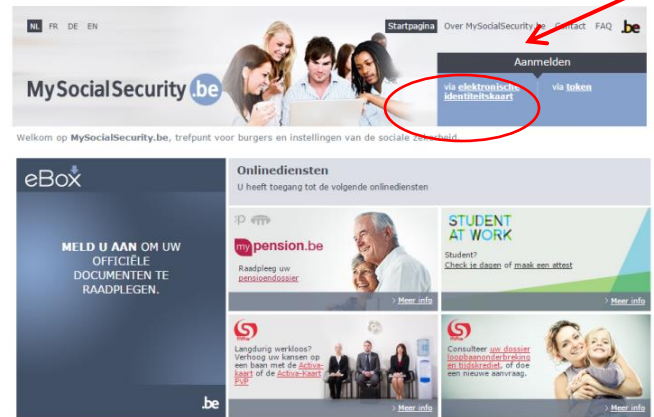 NL FR DE EN
Startpagina Over MySocialSecurity.be Contact FAQ .be
Aanmelden
via elektronische
identiteitskaart
via token
MySocialSecurity .be
Welkom op MySocialSecurity.be, trefpunt voor burgers en instellingen van de sociale zekerheid.
eBox
MELD U AAN OM UW
OFFICIËLE
DOCUMENTEN TE
RAADPLEGEN.
.be
Onlinediensten
U heeft toegang tot de volgende onlinediensten
mypension.be
Raadpleeg uw
pensioendossier
> Meer info
STUDENT
AT WORK
Student?
Check je dagen of maak een attest
> Meer info
Langdurig werkloos?
Verhoog uw kansen op
een baan met de Activa-
kaart of de Activa-Kaart
PVP
> Meer info
Consulteer uw dossier
loopbaanonderbreking
en tijdskrediet, of doe
een nieuwe aanvraag.
> Meer info